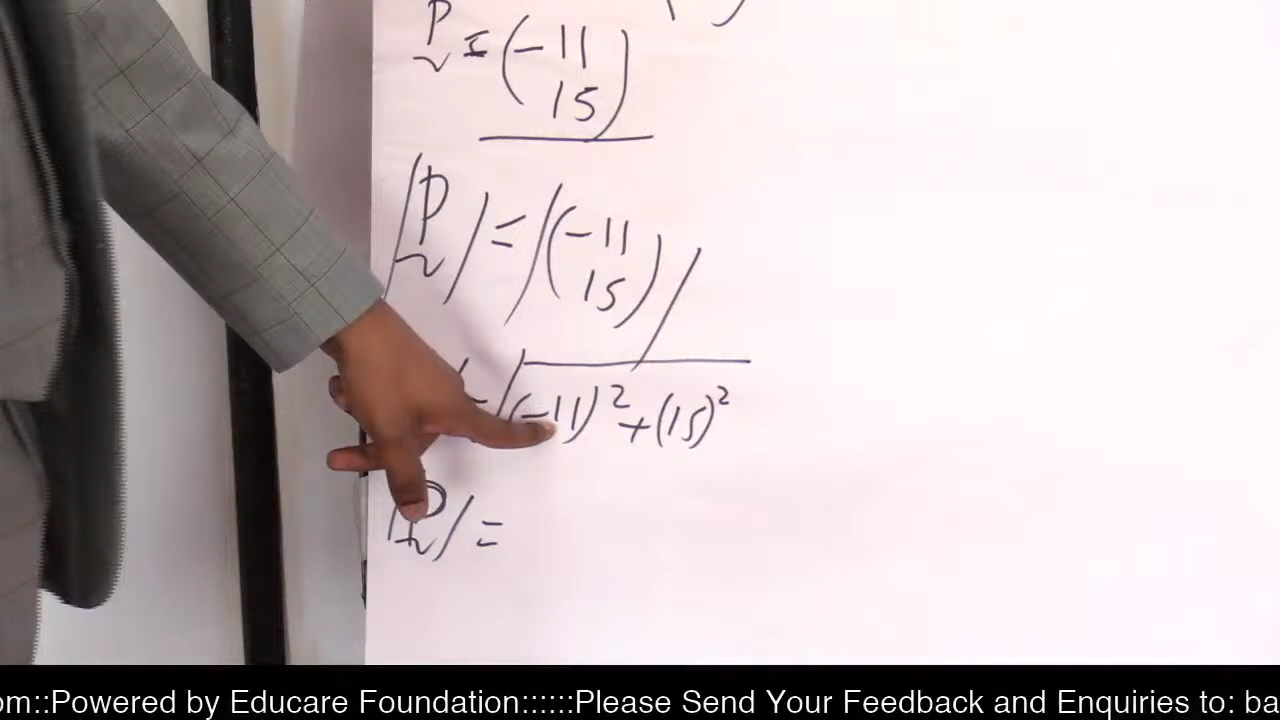 p = (-11
15)
|p| = |(-11
15)|
= √(-11)² + (15)²
|p| =
om::Powered by Educare Foundation::::::Please Send Your Feedback and Enquiries to: ba